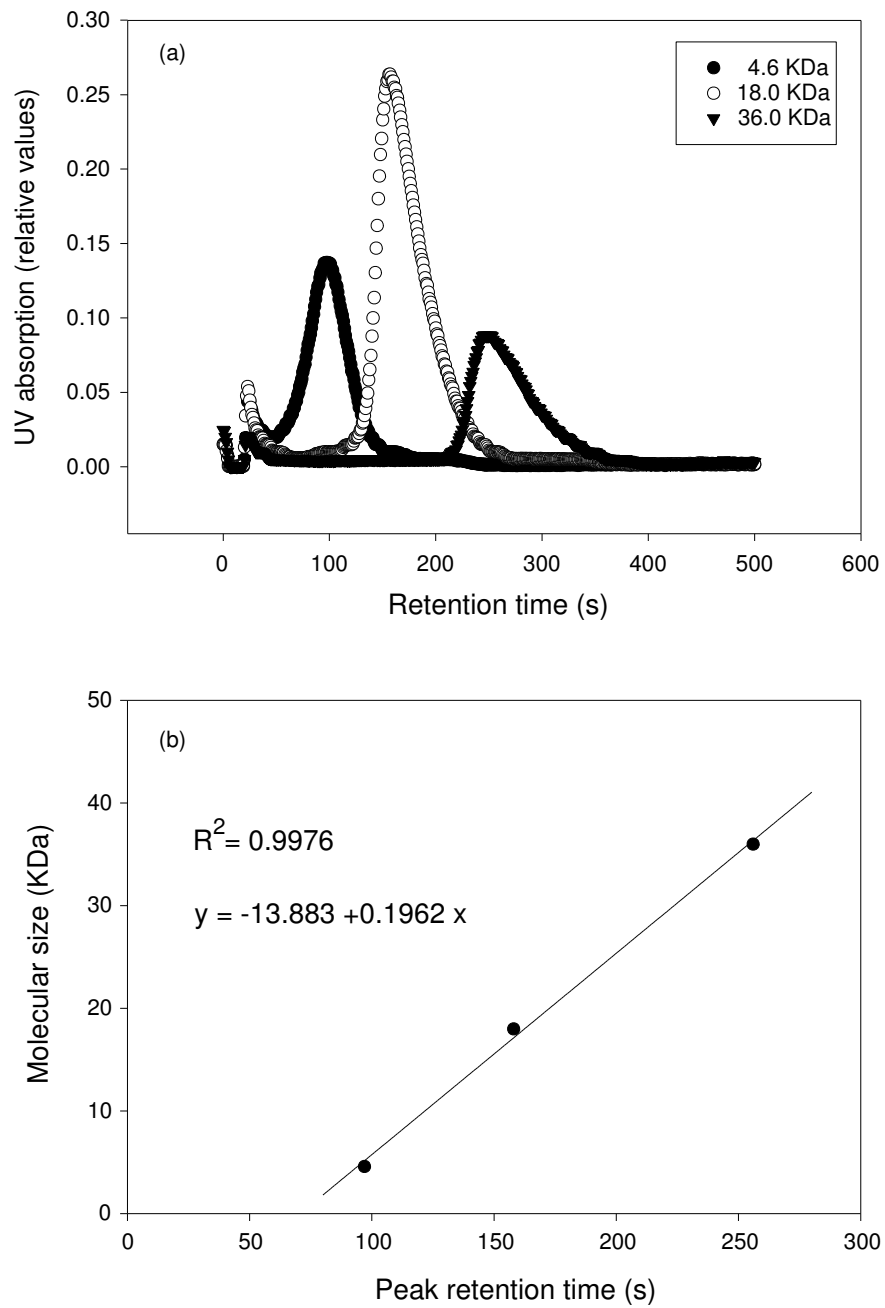 (a)
4.6 KDa
18.0 KDa
36.0 KDa
UV absorption (relative values)
0.30
0.25
0.20
0.15
0.10
0.05
0.00
0 100 200 300 400 500 600
Retention time (s)
(b)
R2= 0.9976
y = -13.883 +0.1962 x
Molecular size (KDa)
50
40
30
20
10
0
0 50 100 150 200 250 300
Peak retention time (s)